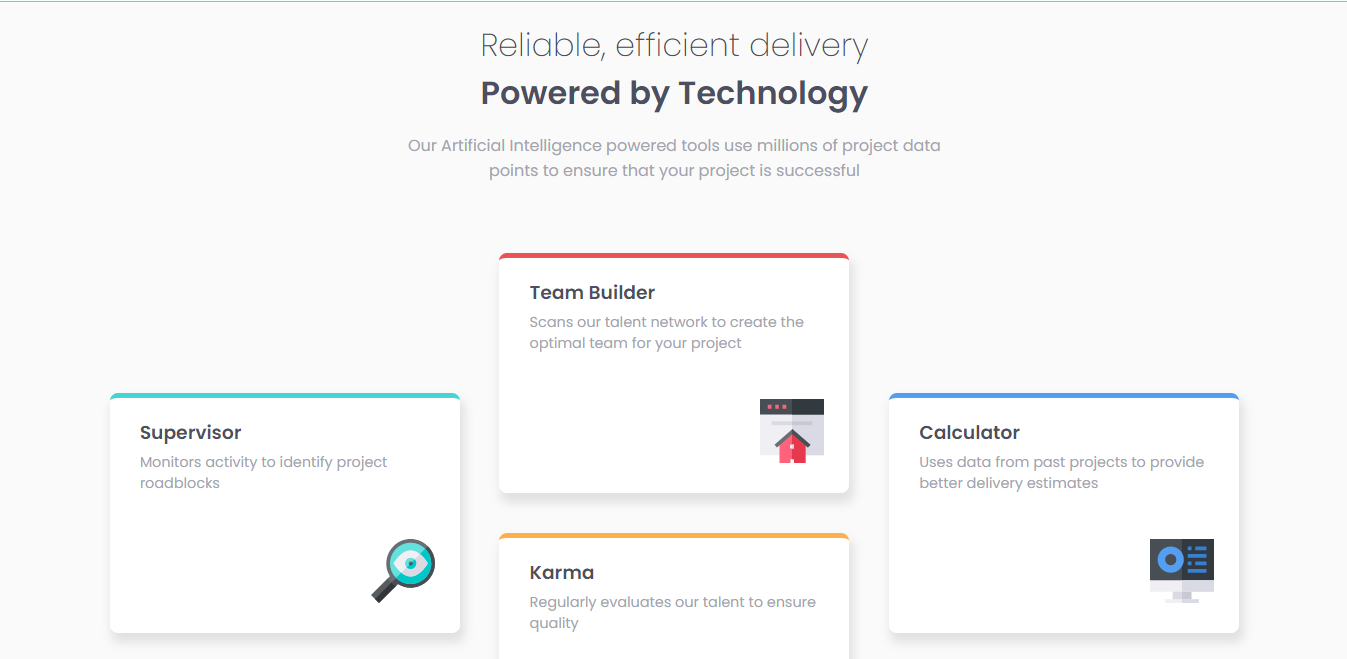 Reliable, efficient delivery
Powered by Technology
Our Artificial Intelligence powered tools use millions of project data
points to ensure that your project is successful
Team Builder
Scans our talent network to create the
optimal team for your project
Supervisor
Monitors activity to identify project
roadblocks
Calculator
Uses data from past projects to provide
better delivery estimates
Karma
Regularly evaluates our talent to ensure
quality